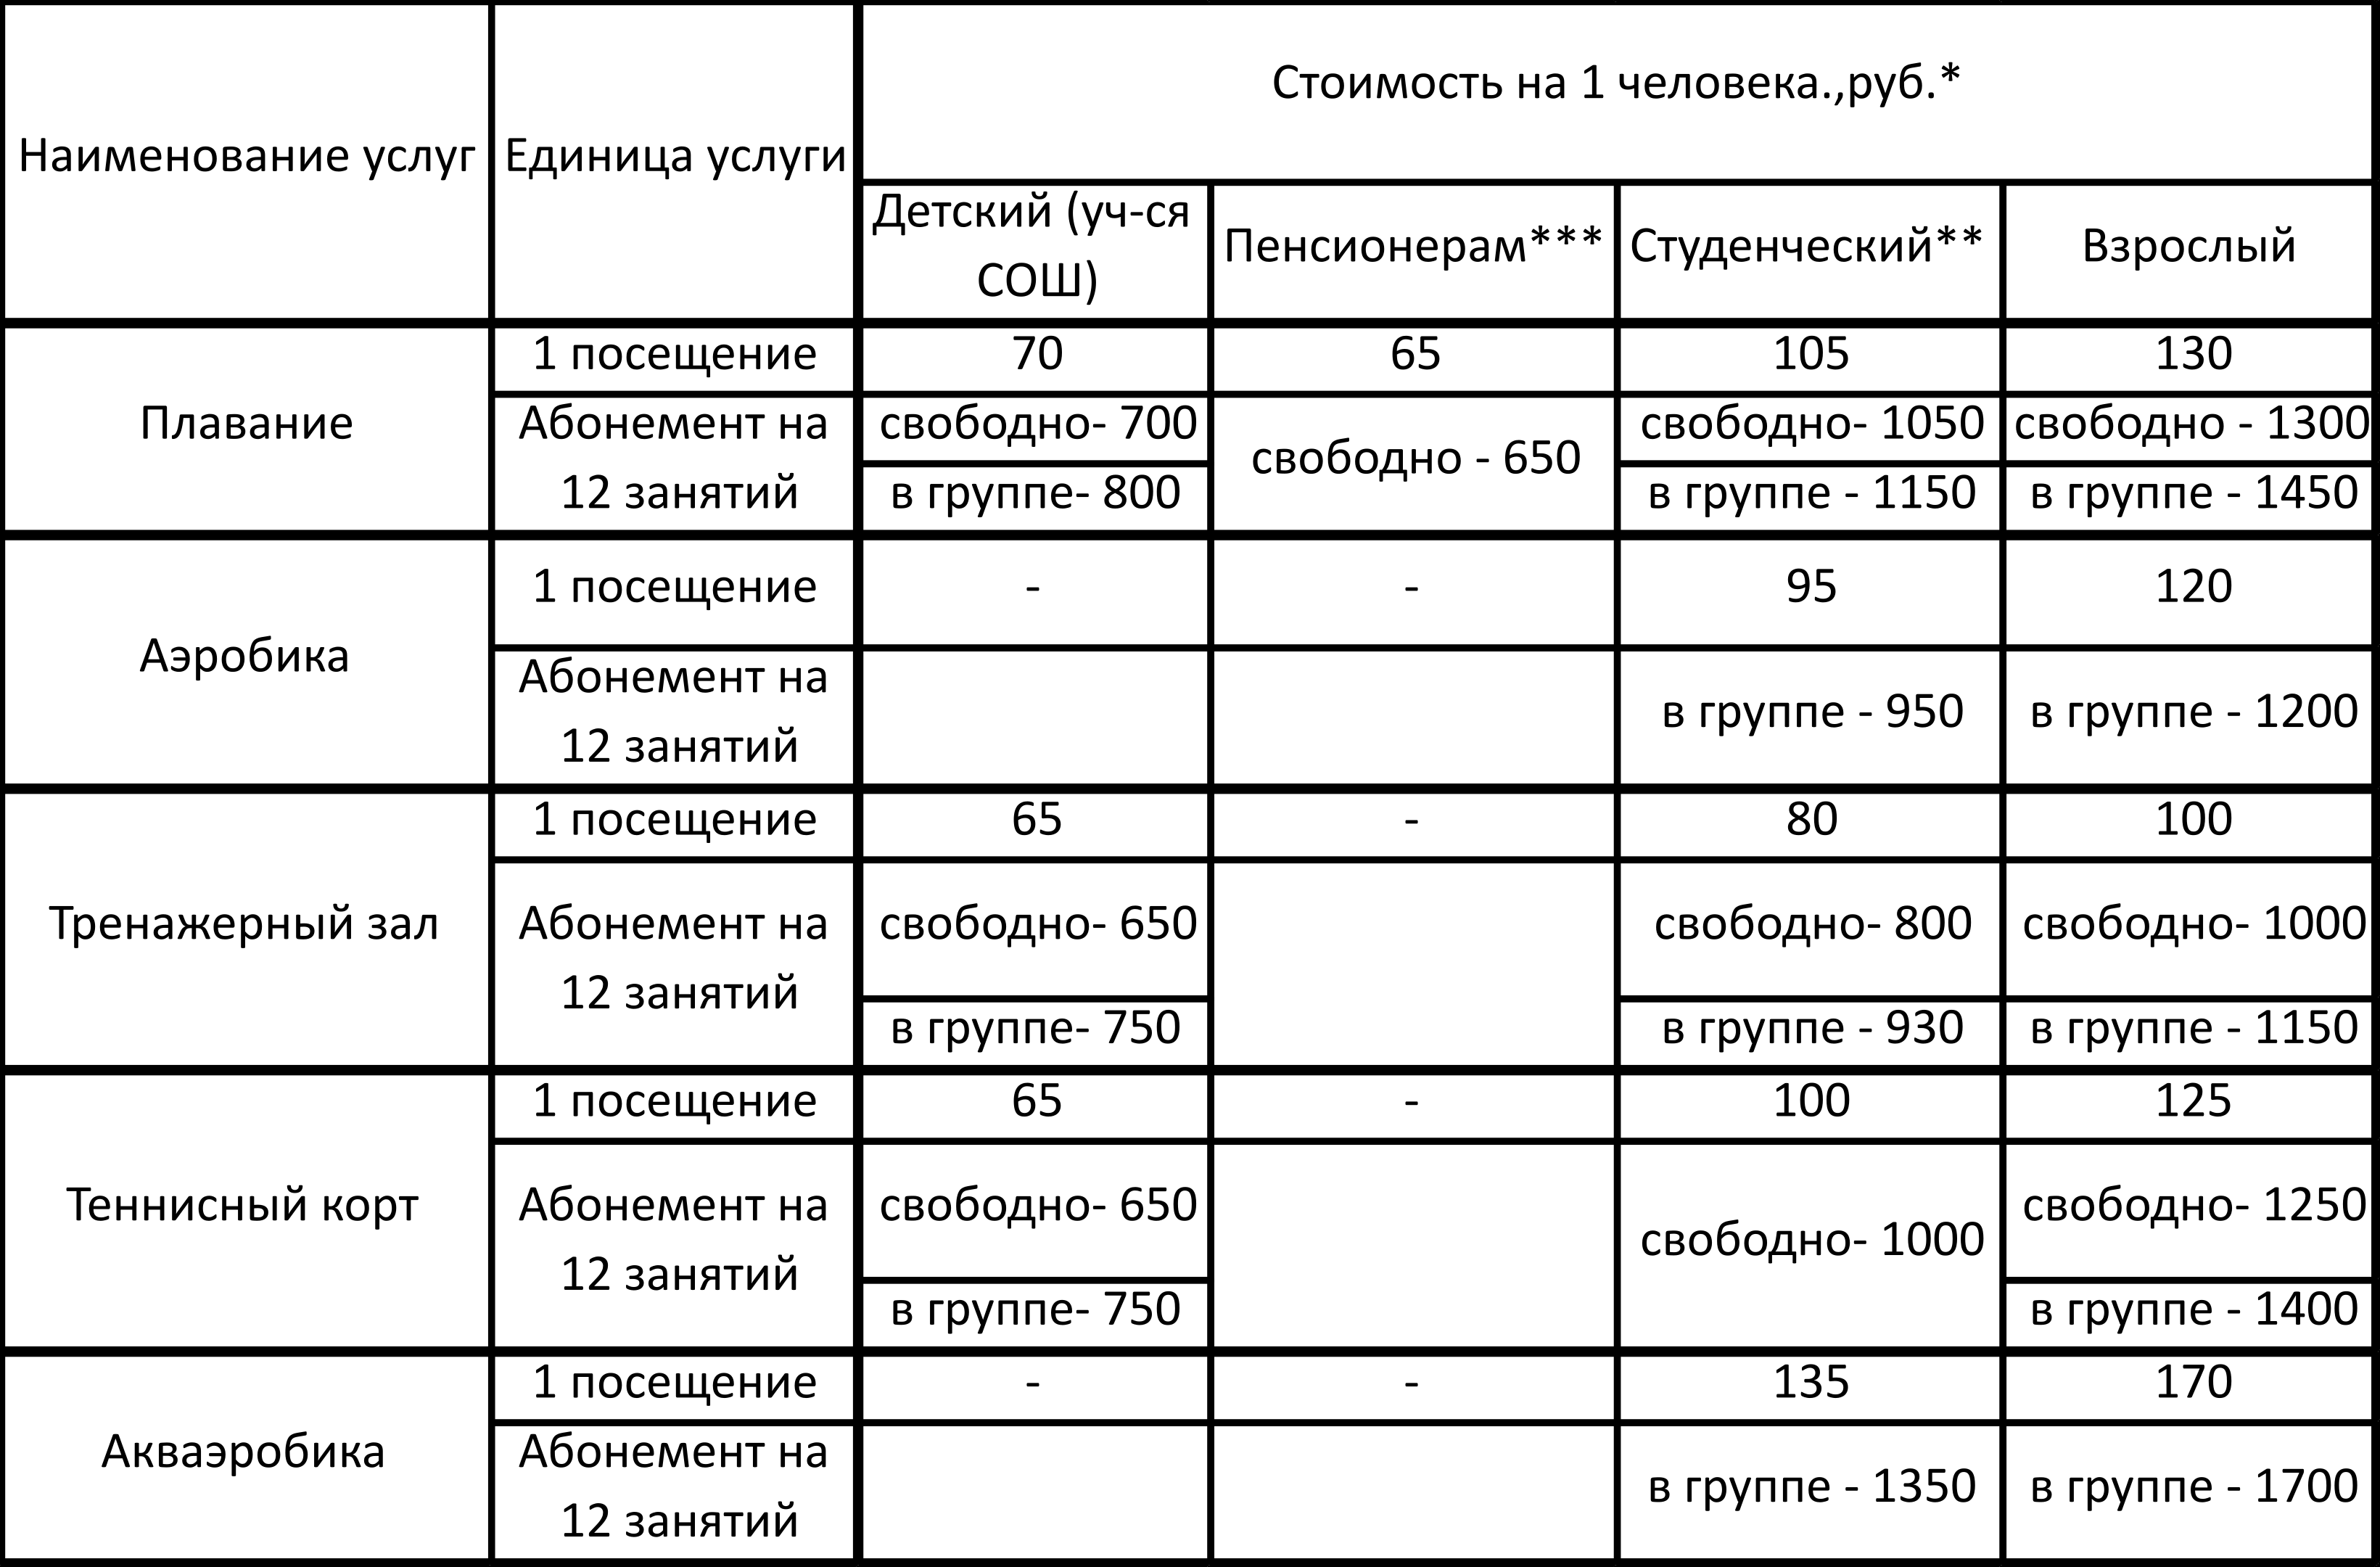 Стоимость на 1 человека.,руб.*
Наименование услуг
Единица услуги
Детский (уч-ся
СОШ)
Пенсионерам***
Студенческий**
Взрослый
Плавание
1 посещение
70
65
105
130
Абонемент на
12 занятий
свободно- 700
в группе- 800
свободно - 650
свободно- 1050
в группе - 1150
свободно - 1300
в группе - 1450
Аэробика
1 посещение
-
-
95
120
Абонемент на
12 занятий
в группе - 950
в группе - 1200
Тренажерный зал
1 посещение
65
-
80
100
Абонемент на
12 занятий
свободно- 650
в группе- 750
свободно- 800
в группе - 930
свободно- 1000
в группе - 1150
Теннисный корт
1 посещение
65
-
100
125
Абонемент на
12 занятий
свободно- 650
в группе- 750
свободно- 1000
свободно- 1250
в группе - 1400
Акваэробика
1 посещение
-
-
135
170
Абонемент на
12 занятий
в группе - 1350
в группе - 1700